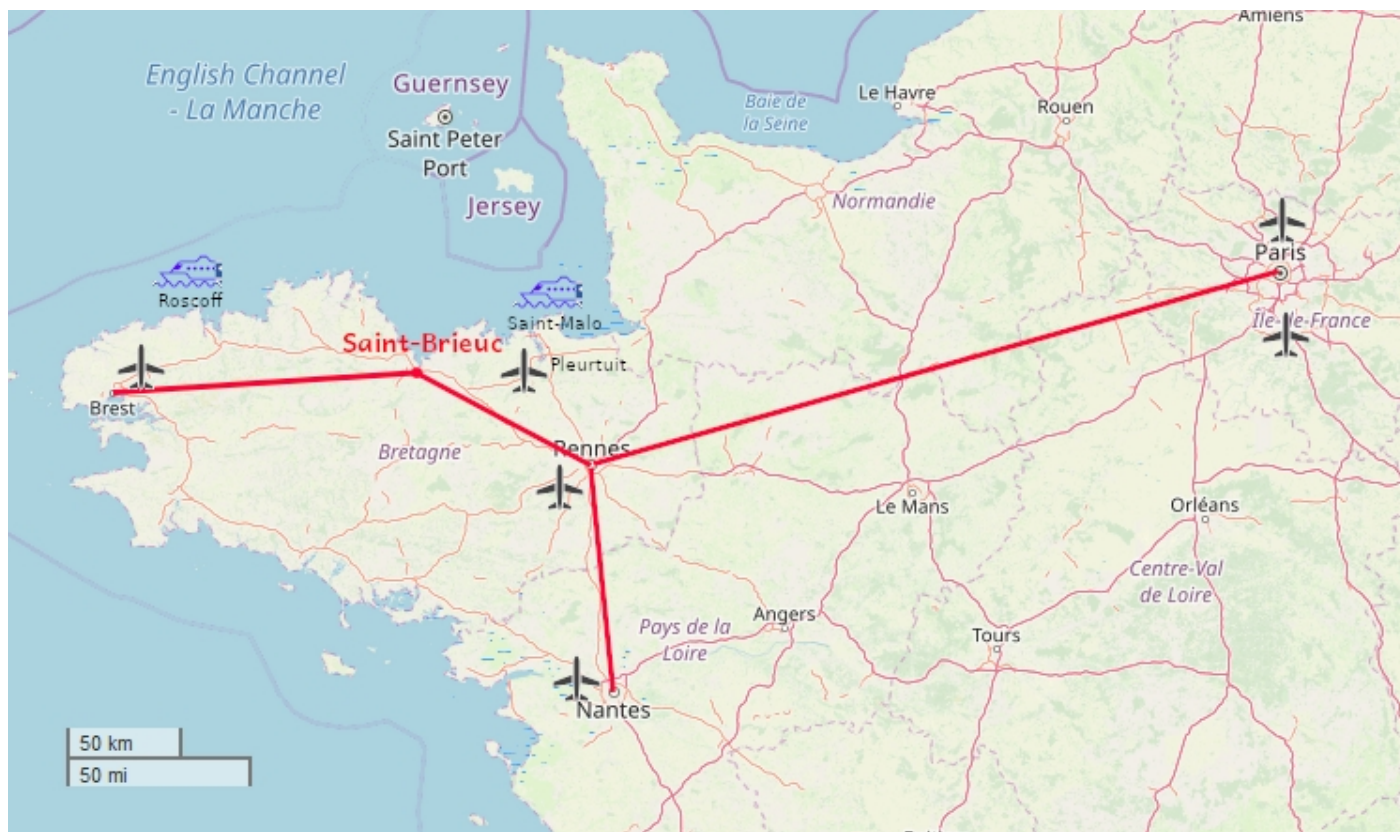 Amiens
English Channel
- La Manche
Guernsey
Saint Peter
Port
Jersey
Baie de
la Seine
Le Havre
Rouen
Normandie
Paris
Île-de-France
Roscoff
Saint-Malo
Saint-Brieuc
Pleurtuit
Brest
Bretagne
Rennes
Le Mans
Orléans
Centre-Val
de Loire
Angers
Pays de la
Loire
Tours
Nantes
50 km
50 mi